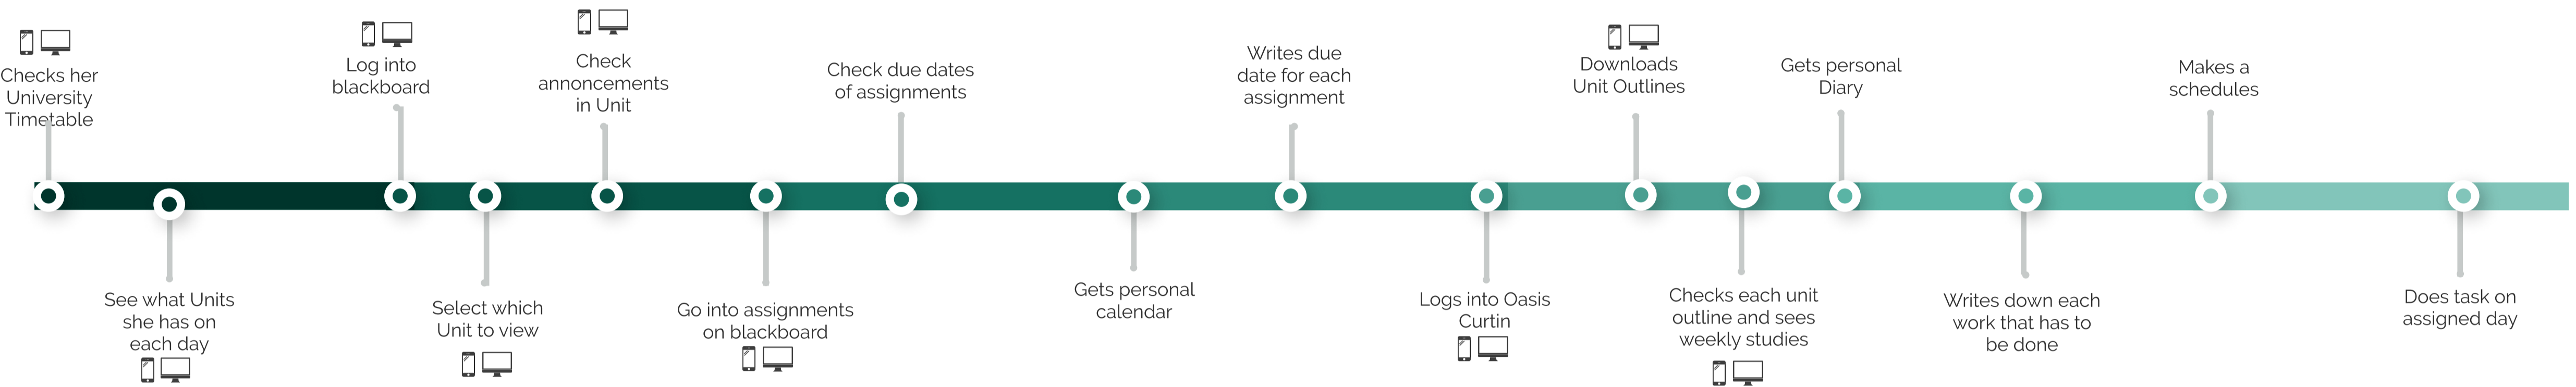 Checks her
University
Timetable
See what Units
she has on
each day
Log into
blackboard
Select which
Unit to view
Check
annoncements
in Unit
Go into assignments
on blackboard
Check due dates
of assignments
Gets personal
calendar
Writes due
date for each
assignment
Logs into Oasis
Curtin
Downloads
Unit Outlines
Checks each unit
outline and sees
weekly studies
Gets personal
Diary
Writes down each
work that has to
be done
Makes a
schedules
Does task on
assigned day